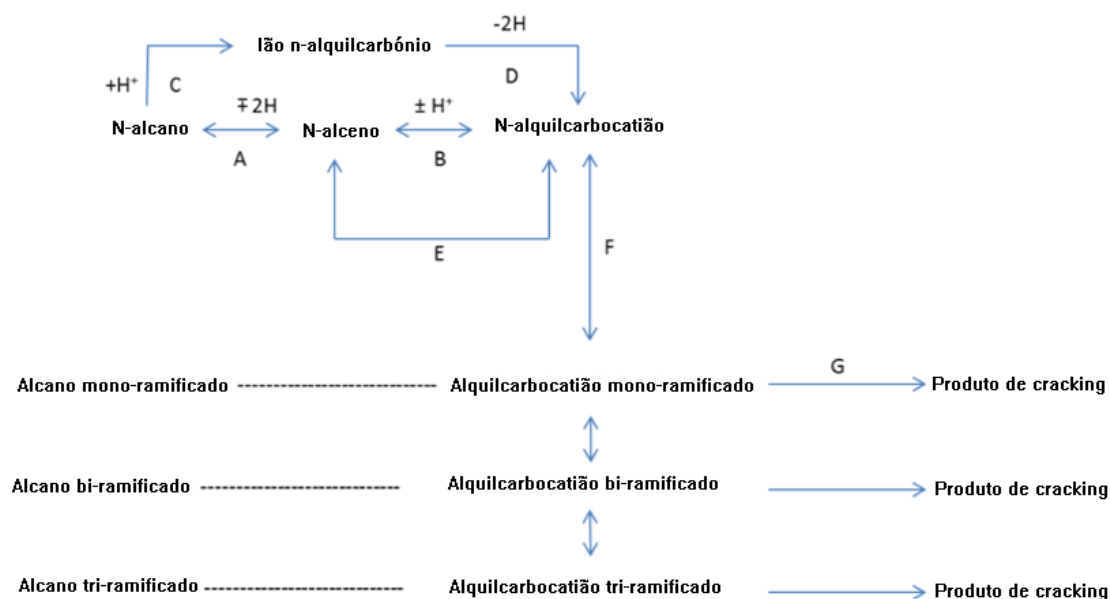 -2H
Ião n-alquilcarbónio
+H⁺ C D
∓ 2H ± H⁺
N-alcano N-alceno N-alquilcarbocatião
A B
E F
G
Alcano mono-ramificado Alquilcarbocatião mono-ramificado Produto de cracking
Alcano bi-ramificado Alquilcarbocatião bi-ramificado Produto de cracking
Alcano tri-ramificado Alquilcarbocatião tri-ramificado Produto de cracking